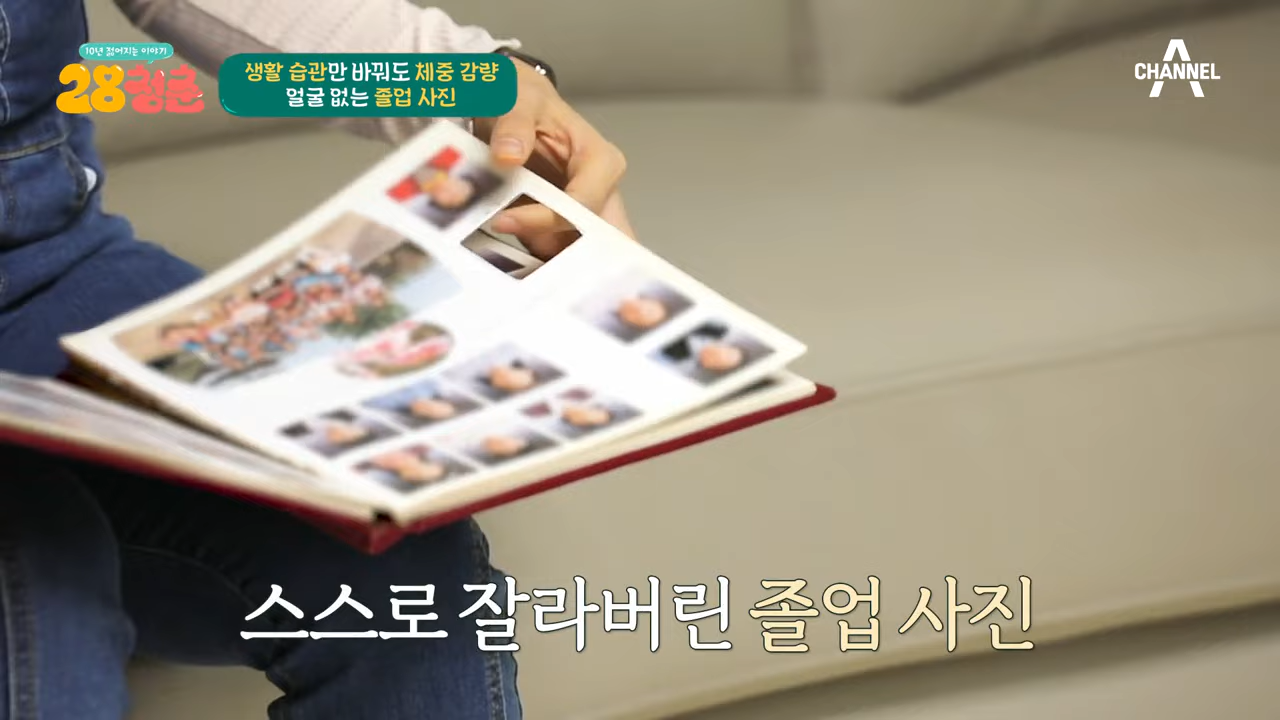 10년 젊어지는 이야기
28청춘
생활 습관만 바꿔도 체중 감량
얼굴 없는 졸업 사진
CHANNEL A
스스로 잘라버린 졸업 사진